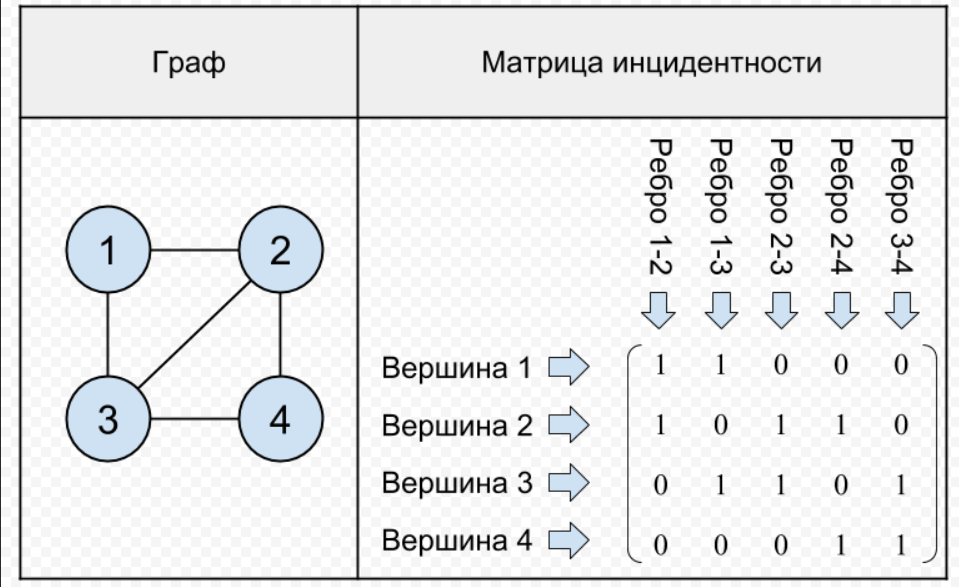 Граф
Матрица инцидентности
1
2
3
4
Ребро 1-2
Ребро 1-3
Ребро 2-3
Ребро 2-4
Ребро 3-4
Вершина 1
1 1 0 0 0
Вершина 2
1 0 1 1 0
Вершина 3
0 1 1 0 1
Вершина 4
0 0 0 1 1